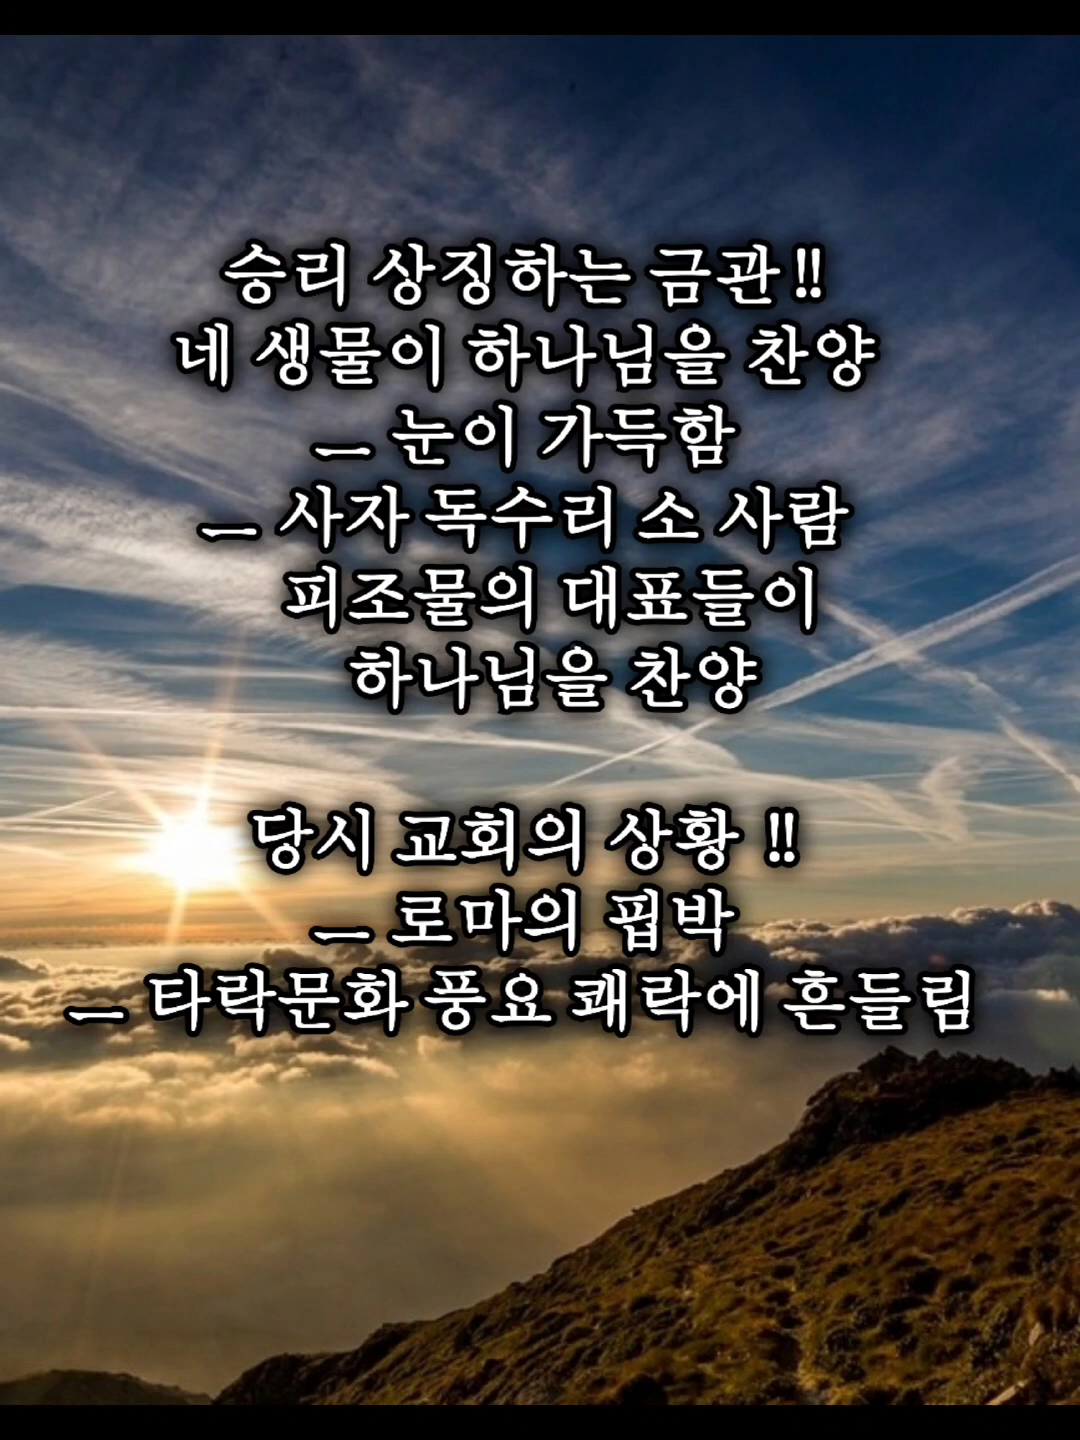 승리 상징하는 금관 !!
네 생물이 하나님을 찬양
ㅡ 눈이 가득함
ㅡ 사자 독수리 소 사람
피조물의 대표들이
하나님을 찬양
당시 교회의 상황 !!
ㅡ 로마의 핍박
ㅡ 타락문화 풍요 쾌락에 흔들림